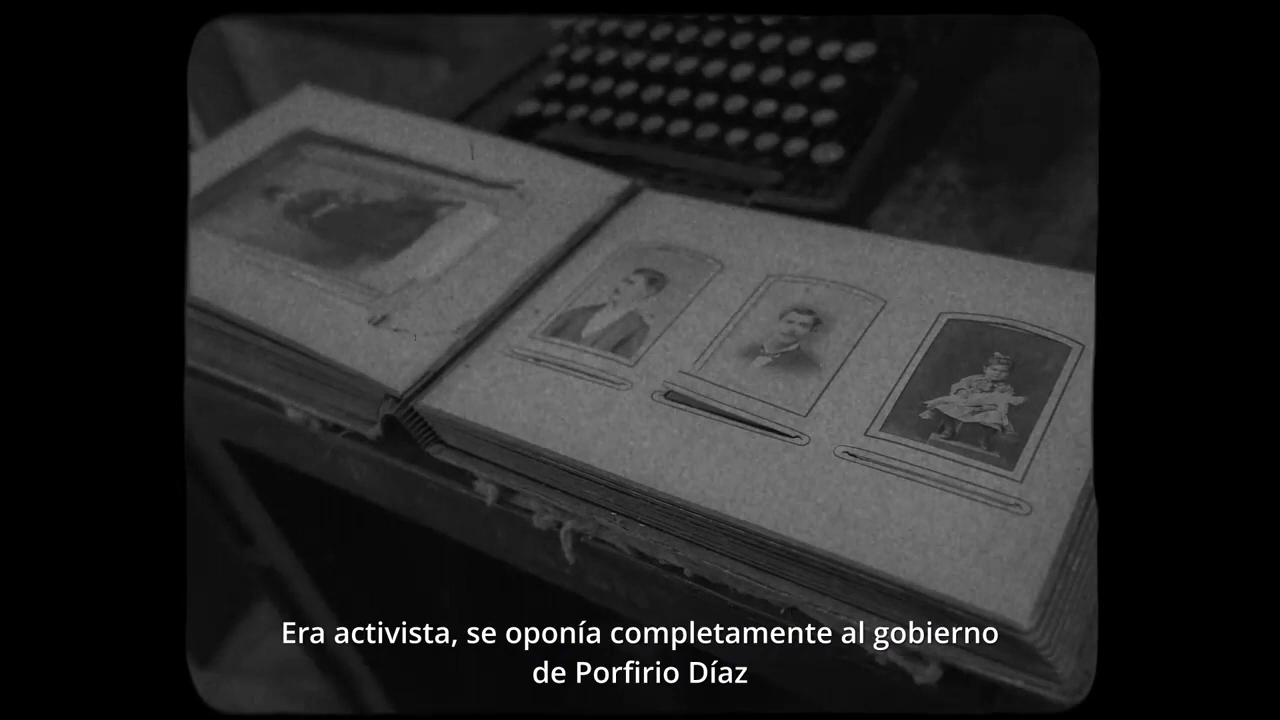 Era activista, se oponía completamente al gobierno
de Porfirio Díaz